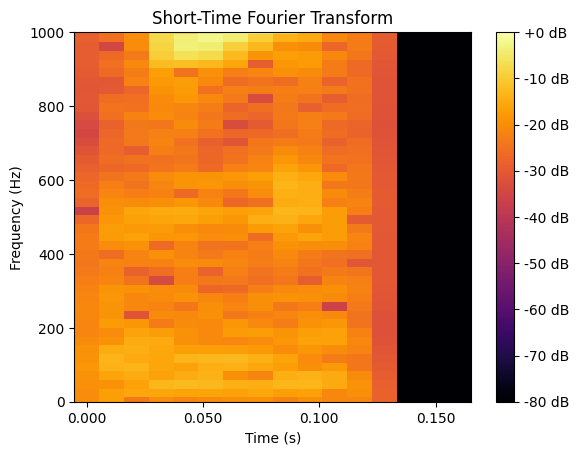 Short-Time Fourier Transform
1000
800
600
400
200
0
Frequency (Hz)
0.000
0.050
0.100
0.150
Time (s)
+0 dB
-10 dB
-20 dB
-30 dB
-40 dB
-50 dB
-60 dB
-70 dB
-80 dB